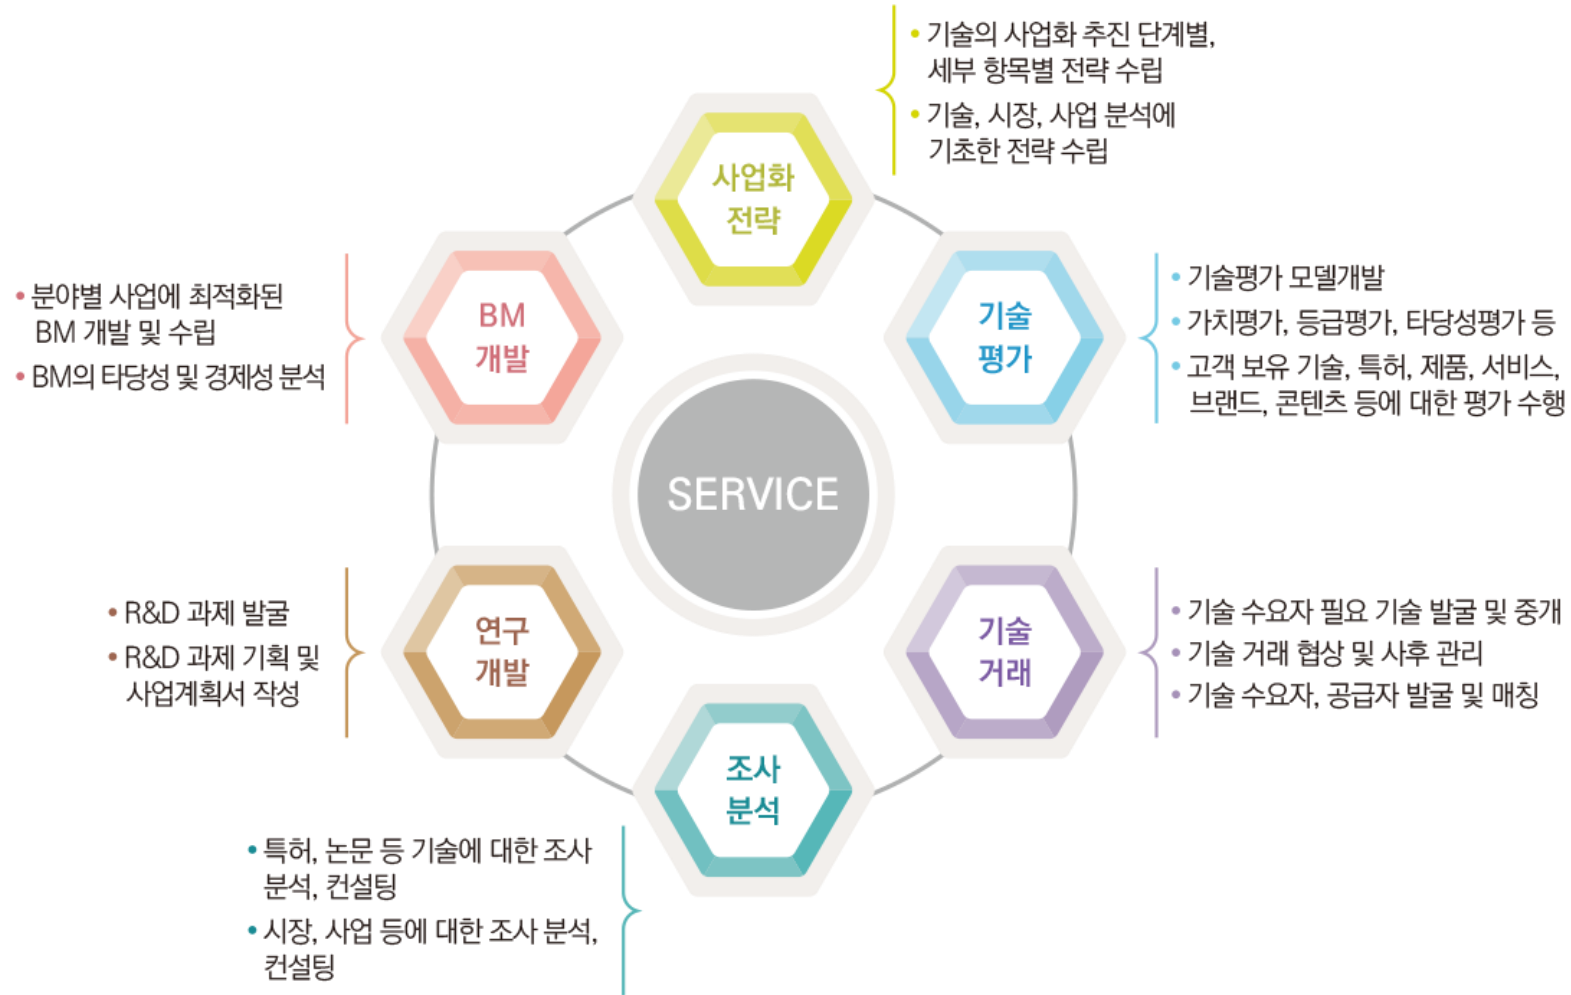 기술의 사업화 추진 단계별,
세부 항목별 전략 수립
기술, 시장, 사업 분석에
기초한 전략 수립
사업화
전략
BM
개발
분야별 사업에 최적화된
BM 개발 및 수립
BM의 타당성 및 경제성 분석
기술
평가
기술평가 모델개발
가치평가, 등급평가, 타당성평가 등
고객 보유 기술, 특허, 제품, 서비스,
브랜드, 콘텐츠 등에 대한 평가 수행
SERVICE
연구
개발
R&D 과제 발굴
R&D 과제 기획 및
사업계획서 작성
기술
거래
기술 수요자 필요 기술 발굴 및 중개
기술 거래 협상 및 사후 관리
기술 수요자, 공급자 발굴 및 매칭
조사
분석
특허, 논문 등 기술에 대한 조사
분석, 컨설팅
시장, 사업 등에 대한 조사 분석,
컨설팅